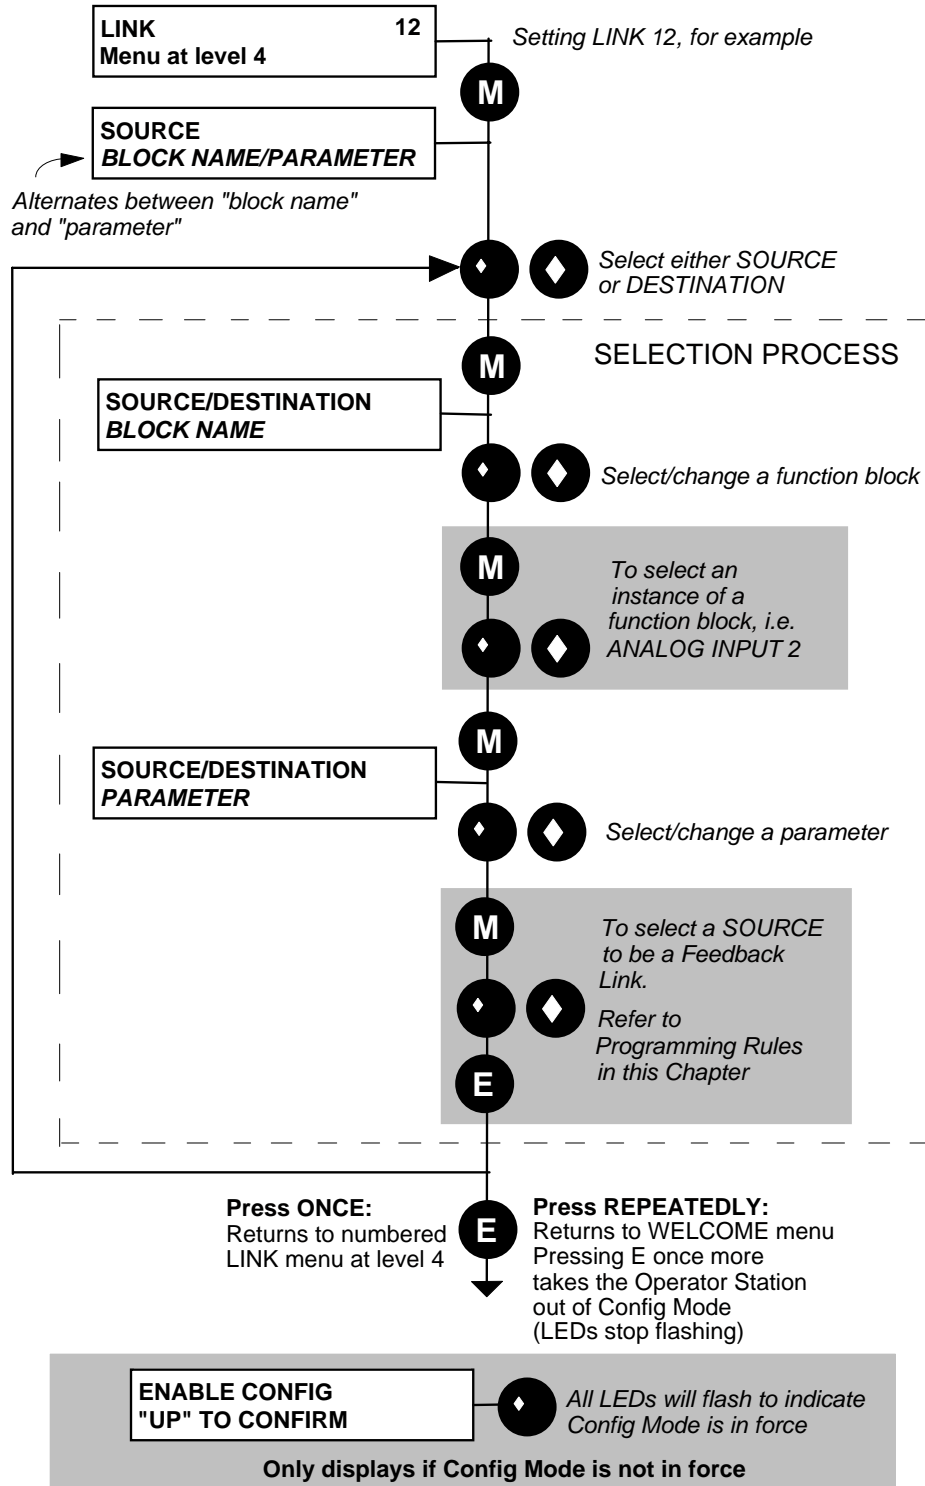 LINK 12
Menu at level 4
Setting LINK 12, for example
M
SOURCE
BLOCK NAME/PARAMETER
Alternates between "block name"
and "parameter"
Select either SOURCE
or DESTINATION
M
SELECTION PROCESS
SOURCE/DESTINATION
BLOCK NAME
Select/change a function block
M
To select an
instance of a
function block, i.e.
ANALOG INPUT 2
M
SOURCE/DESTINATION
PARAMETER
Select/change a parameter
M
To select a SOURCE
to be a Feedback
Link.
Refer to
Programming Rules
in this Chapter
E
Press ONCE:
Returns to numbered
LINK menu at level 4
E
Press REPEATEDLY:
Returns to WELCOME menu
Pressing E once more
takes the Operator Station
out of Config Mode
(LEDs stop flashing)
ENABLE CONFIG
"UP" TO CONFIRM
All LEDs will flash to indicate
Config Mode is in force
Only displays if Config Mode is not in force